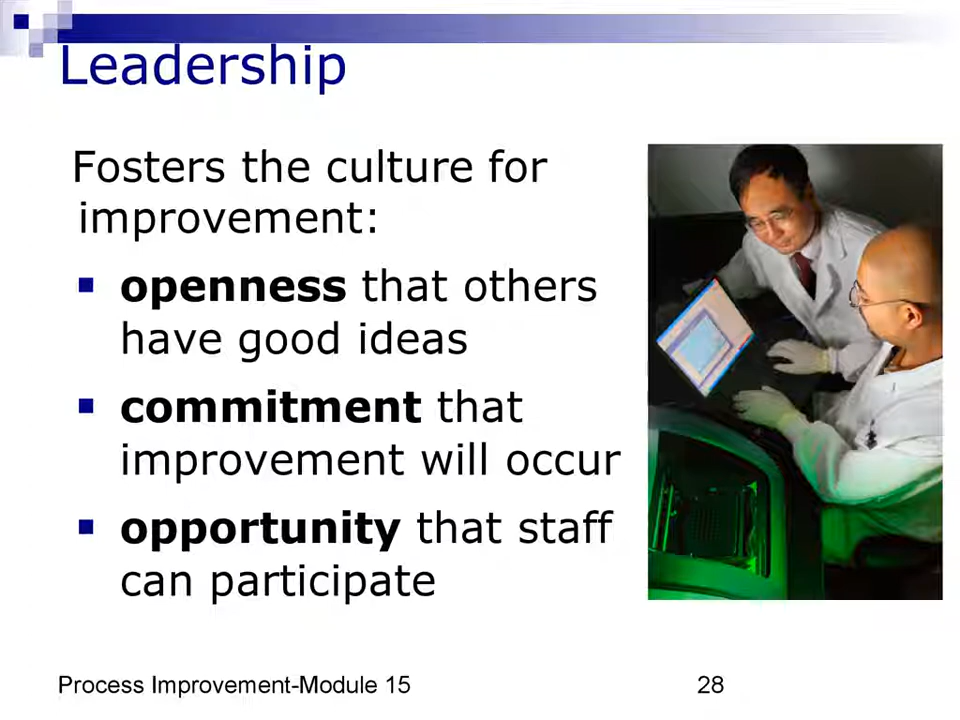 Leadership
Fosters the culture for
improvement:
openness that others
have good ideas
commitment that
improvement will occur
opportunity that staff
can participate
Process Improvement-Module 15
28